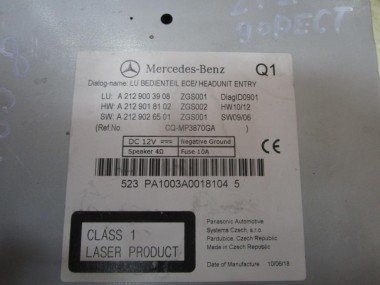 Mercedes-Benz Q1
Dialog-name: LU BEDIENTEIL ECE/ HEADUNIT ENTRY
LU: A 212 900 39 08 ZGS001 DiagID0901
HW: A 212 901 81 02 ZGS002 HW10/12
SW: A 212 902 65 01 ZGS001 SW09/06
(Ref No. CQ-MP3870GA )
DC 12V Negative Ground
Speaker 4Ω Fuse 10A
523 PA1003A0018104 5
CLASS 1
LASER PRODUCT
Panasonic Automotive
Systems Czech, s.r.o.
Pardubice, Czech Republic
Made in Czech Republic
Date of Manufacture 10/06/18